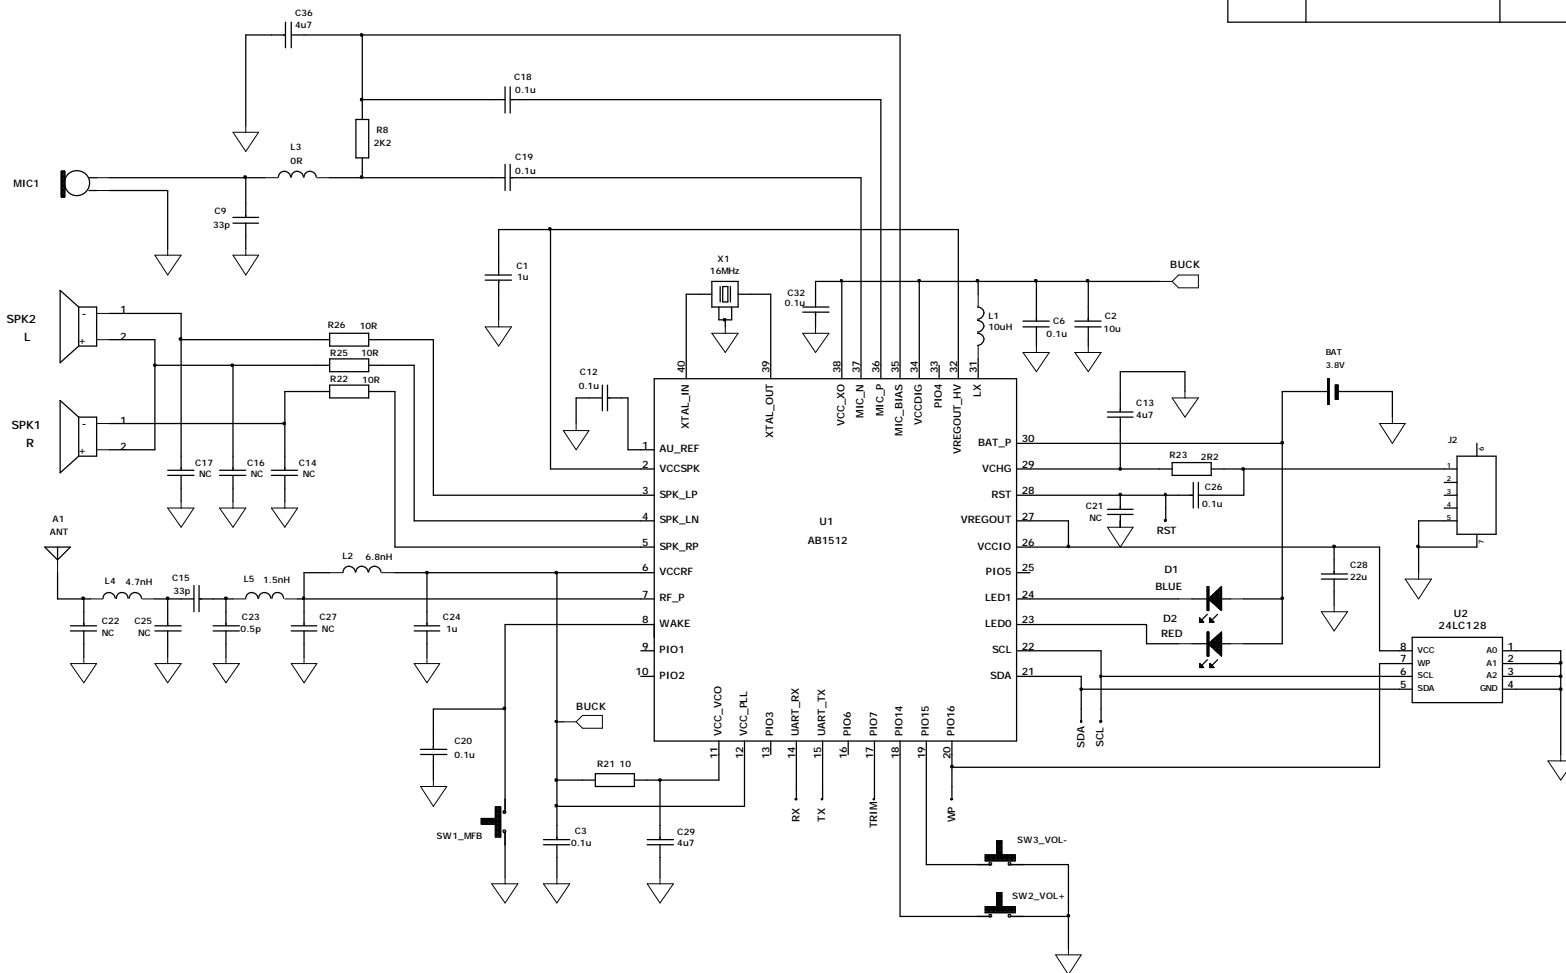 C36
4u7
C18
0.1u
R8
2K2
L3
0R
C19
0.1u
MIC1
C9
33p
C1
1u
X1
16MHz
BUCK
C32
0.1u
L1
10uH
C6
0.1u
C2
10u
SPK2
L
-
+
1
2
R26 10R
R25 10R
R22 10R
SPK1
R
-
+
1
2
C17
NC
C16
NC
C14
NC
C12
0.1u
40
39
38
37
36
35
34
33
32
31
XTAL_IN
XTAL_OUT
VCC_XO
MIC_N
MIC_P
MIC_BIAS
VCCDIG
PIO4
VREGOUT_HV
LX
BAT
3.8V
C13
4u7
1 AU_REF
2 VCCSPK
3 SPK_LP
4 SPK_LN
5 SPK_RP
6 VCCRF
7 RF_P
8 WAKE
9 PIO1
10 PIO2
U1
AB1512
BAT_P 30
VCHG 29
RST 28
VREGOUT 27
VCCIO 26
PIO5 25
LED1 24
LED0 23
SCL 22
SDA 21
R23 2R2
C26
0.1u
C21
NC
RST
J2
6
1
2
3
4
5
7
A1
ANT
L4 4.7nH
C15
33p
L5 1.5nH
L2 6.8nH
C22
NC
C25
NC
C23
0.5p
C27
NC
C24
1u
D1
BLUE
D2
RED
C28
22u
U2
24LC128
8 VCC A0 1
7 WP A1 2
6 SCL A2 3
5 SDA GND 4
SDA
SCL
BUCK
C20
0.1u
R21 10
SW1_MFB
C3
0.1u
C29
4u7
VCC_VCO
VCC_PLL
PIO3
UART_RX
UART_TX
PIO6
PIO7
PIO14
PIO15
PIO16
11
12
13
14
15
16
17
18
19
20
RX
TX
TRIM
WP
SW3_VOL-
SW2_VOL+